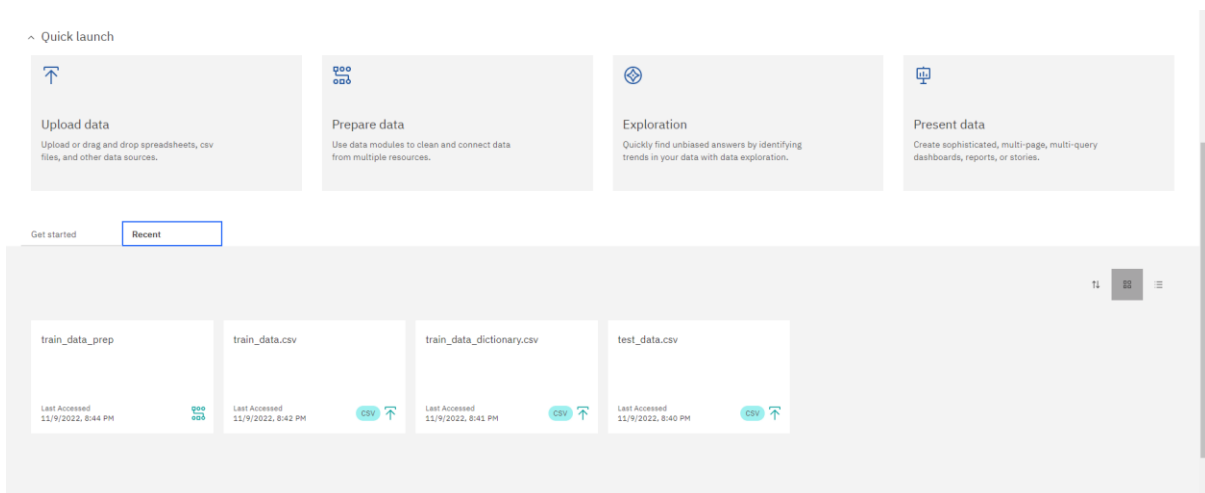 Quick launch
Upload data
Upload or drag and drop spreadsheets, csv
files, and other data sources.
Prepare data
Use data modules to clean and connect data
from multiple resources.
Exploration
Quickly find unbiased answers by identifying
trends in your data with data exploration.
Present data
Create sophisticated, multi-page, multi-query
dashboards, reports, or stories.
Get started
Recent
train_data_prep
Last Accessed
11/9/2022, 8:44 PM
train_data.csv
Last Accessed
11/9/2022, 8:42 PM
CSV
train_data_dictionary.csv
Last Accessed
11/9/2022, 8:41 PM
CSV
test_data.csv
Last Accessed
11/9/2022, 8:40 PM
CSV